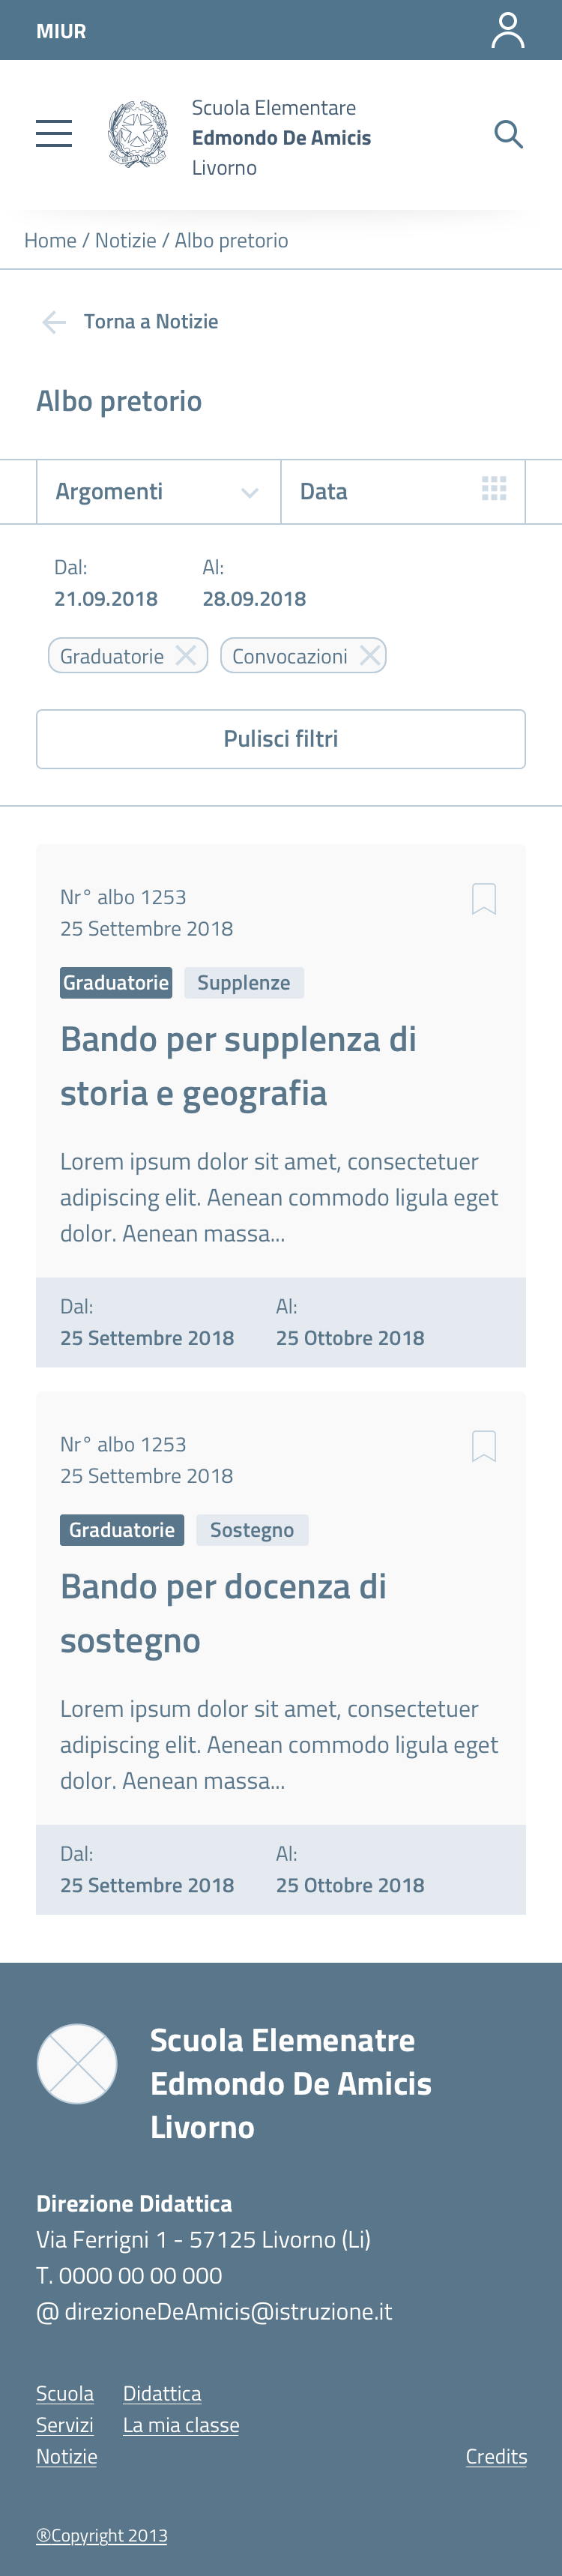 MIUR
Scuola Elementare
Edmondo De Amicis
Livorno
Home / Notizie / Albo pretorio
Torna a Notizie
Albo pretorio
Argomenti
Data
Dal:
Al:
21.09.2018
28.09.2018
Graduatorie
Convocazioni
Pulisci filtri
Nr° albo 1253
25 Settembre 2018
Graduatorie
Supplenze
Bando per supplenza di
storia e geografia
Lorem ipsum dolor sit amet, consectetuer
adipiscing elit. Aenean commodo ligula eget
dolor. Aenean massa...
Dal:
Al:
25 Settembre 2018
25 Ottobre 2018
Nr° albo 1253
25 Settembre 2018
Graduatorie
Sostegno
Bando per docenza di
sostegno
Lorem ipsum dolor sit amet, consectetuer
adipiscing elit. Aenean commodo ligula eget
dolor. Aenean massa...
Dal:
Al:
25 Settembre 2018
25 Ottobre 2018
Scuola Elemenatre
Edmondo De Amicis
Livorno
Direzione Didattica
Via Ferrigni 1 - 57125 Livorno (Li)
T. 0000 00 00 000
@ direzioneDeAmicis@istruzione.it
Scuola
Didattica
Servizi
La mia classe
Notizie
Credits
®Copyright 2013